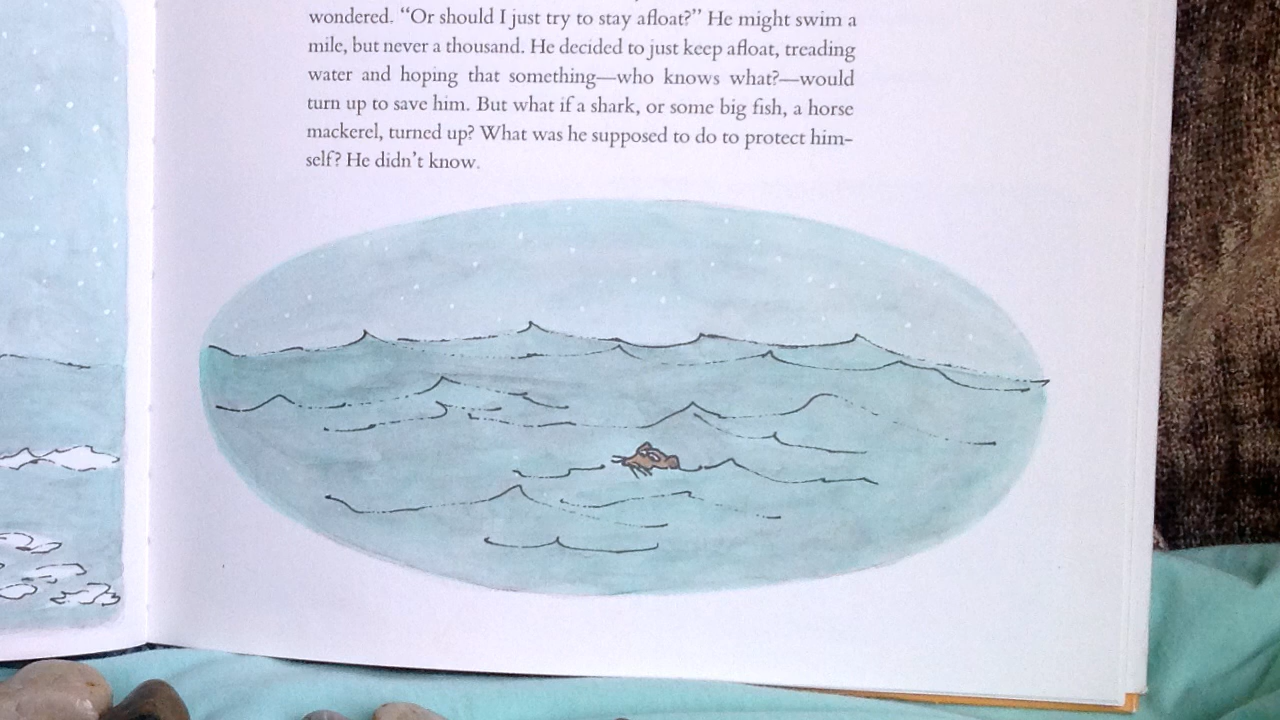 wondered. “Or should I just try to stay afloat?” He might swim a
mile, but never a thousand. He decided to just keep afloat, treading
water and hoping that something—who knows what?—would
turn up to save him. But what if a shark, or some big fish, a horse
mackerel, turned up? What was he supposed to do to protect him-
self? He didn’t know.